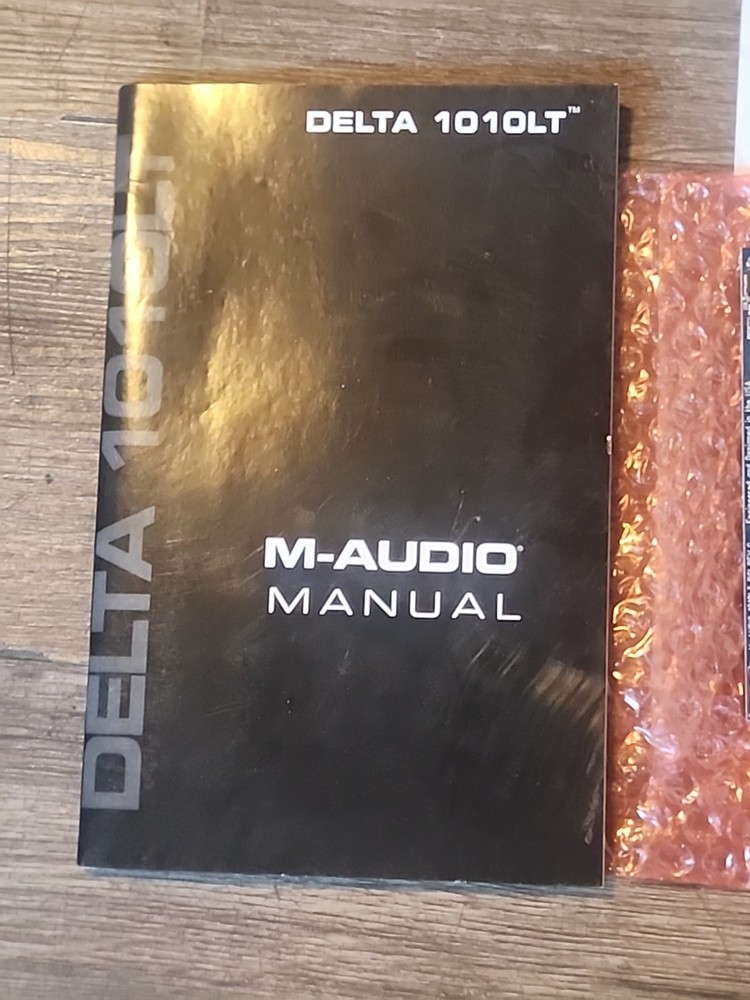 DELTA 1010LT™
DELTA 1010LT
M-AUDIO®
MANUAL